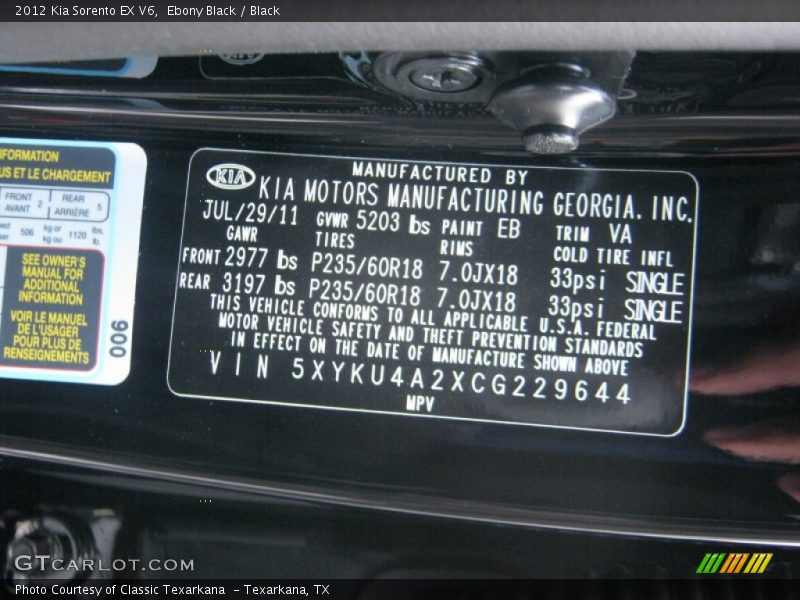 2012 Kia Sorento EX V6, Ebony Black / Black
KIA
MANUFACTURED BY
KIA MOTORS MANUFACTURING GEORGIA. INC.
JUL/29/11 GVWR 5203 lbs PAINT EB TRIM VA
GAWR TIRES RIMS COLD TIRE INFL
FRONT 2977 lbs P235/60R18 7.0JX18 33psi SINGLE
REAR 3197 lbs P235/60R18 7.0JX18 33psi SINGLE
THIS VEHICLE CONFORMS TO ALL APPLICABLE U.S.A. FEDERAL
MOTOR VEHICLE SAFETY AND THEFT PREVENTION STANDARDS
IN EFFECT ON THE DATE OF MANUFACTURE SHOWN ABOVE
VIN 5XYKU4A2XCG229644
MPV
US ET LE CHARGEMENT
FRONT 2 REAR 5
AVANT ARRIÈRE
506 kg or 1120 lbs.
kg ou lb.
SEE OWNER'S
MANUAL FOR
ADDITIONAL
INFORMATION
VOIR LE MANUEL
DE L'USAGER
POUR PLUS DE
RENSEIGNEMENTS
006
GTCARLOT.COM
Photo Courtesy of Classic Texarkana - Texarkana, TX